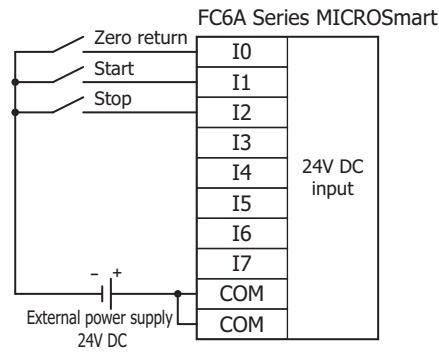 FC6A Series MICROSmart
Zero return
I0
Start
I1
Stop
I2
I3
I4
24V DC
input
I5
I6
I7
– +
COM
External power supply
24V DC
COM